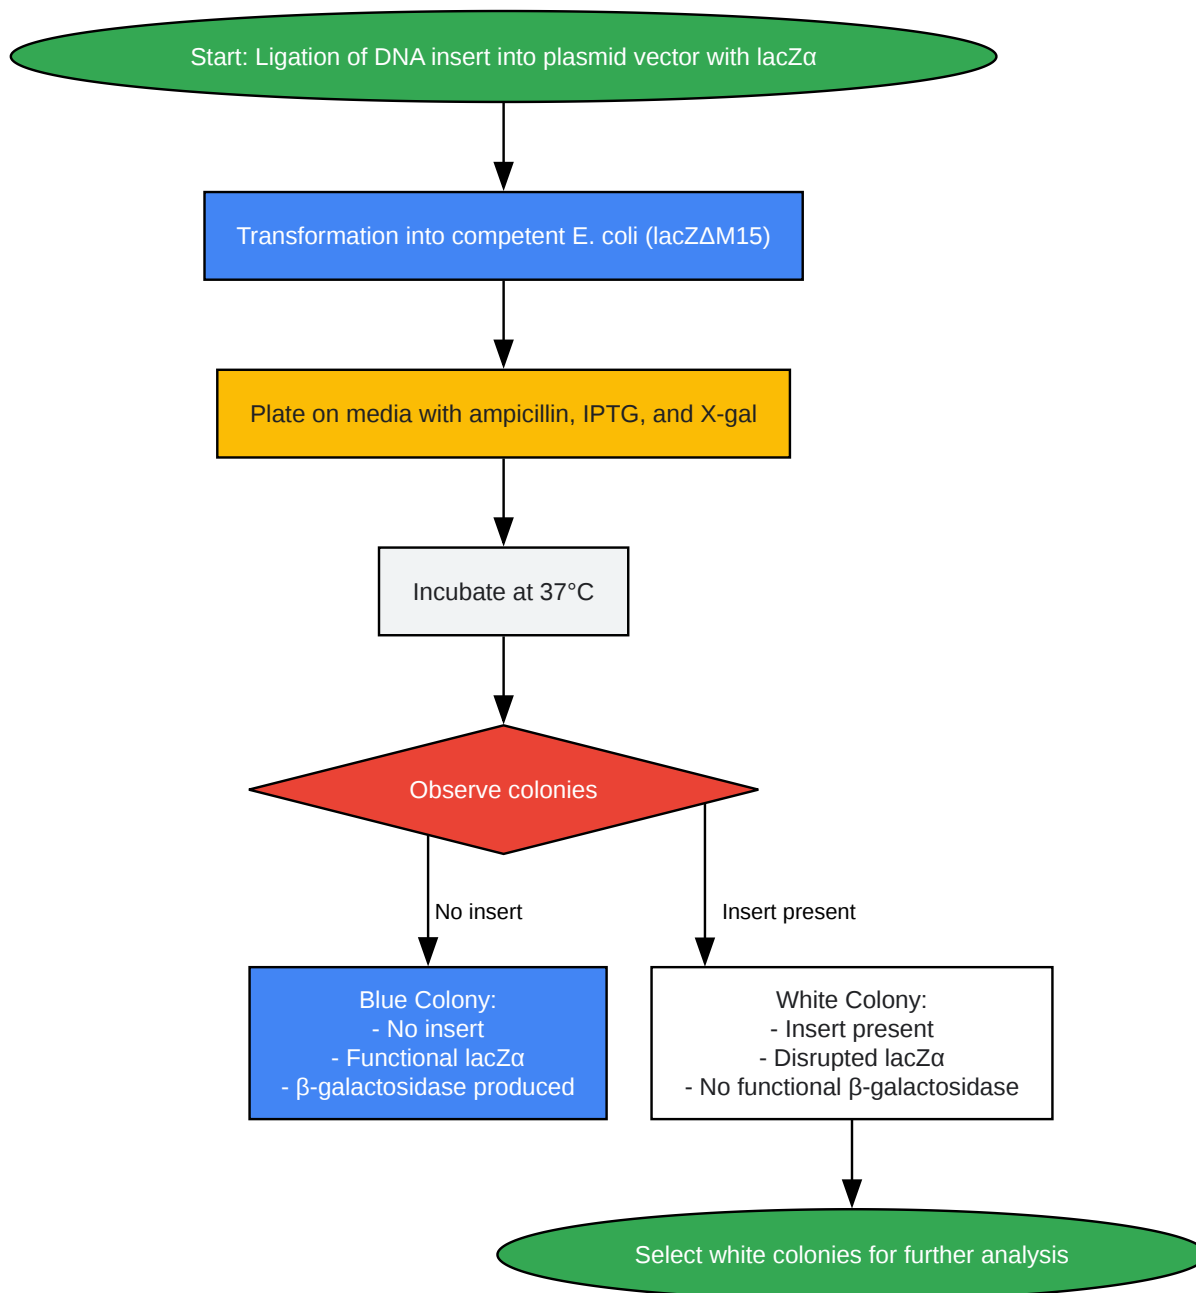 Start: Ligation of DNA insert into plasmid vector with lacZα
Transformation into competent E. coli (lacZΔM15)
Plate on media with ampicillin, IPTG, and X-gal
Incubate at 37°C
Observe colonies
No insert
Insert present
Blue Colony:
- No insert
- Functional lacZα
- β-galactosidase produced
White Colony:
- Insert present
- Disrupted lacZα
- No functional β-galactosidase
Select white colonies for further analysis